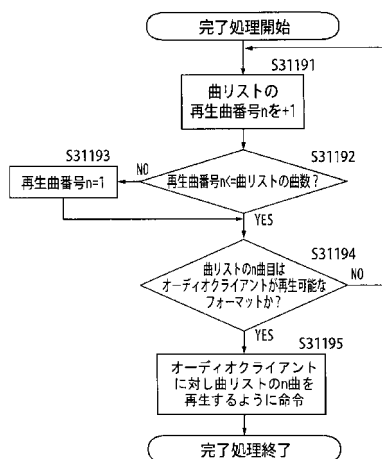 完了処理開始
S31191
曲リストの
再生曲番号nを+1
S31193
S31192
再生曲番号n=1
NO
再生曲番号n<=曲リストの曲数？
YES
S31194
曲リストのn曲目は
オーディオクライアントが再生可能な
フォーマットか？
NO
YES
S31195
オーディオクライアント
に対し曲リストのn曲を
再生するように命令
完了処理終了